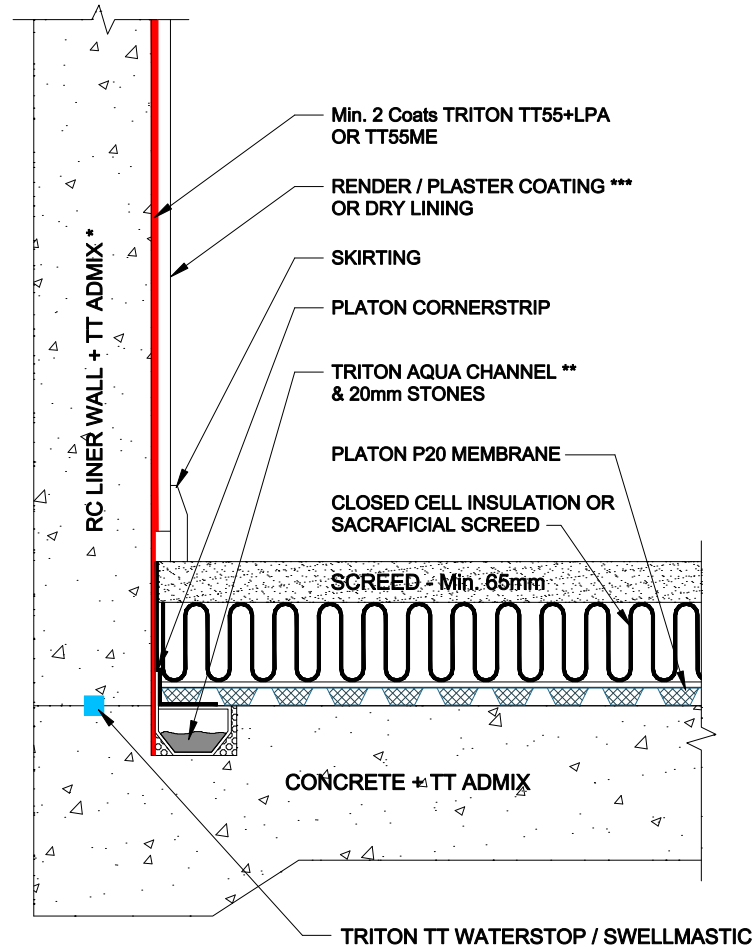 Min. 2 Coats TRITON TT55+LPA
OR TT55ME
RENDER / PLASTER COATING ***
OR DRY LINING
SKIRTING
PLATON CORNERSTRIP
TRITON AQUA CHANNEL **
& 20mm STONES
PLATON P20 MEMBRANE
CLOSED CELL INSULATION OR
SACRAFICIAL SCREED
RC LINER WALL + TT ADMIX *
SCREED - Min. 65mm
CONCRETE + TT ADMIX
TRITON TT WATERSTOP / SWELLMASTIC